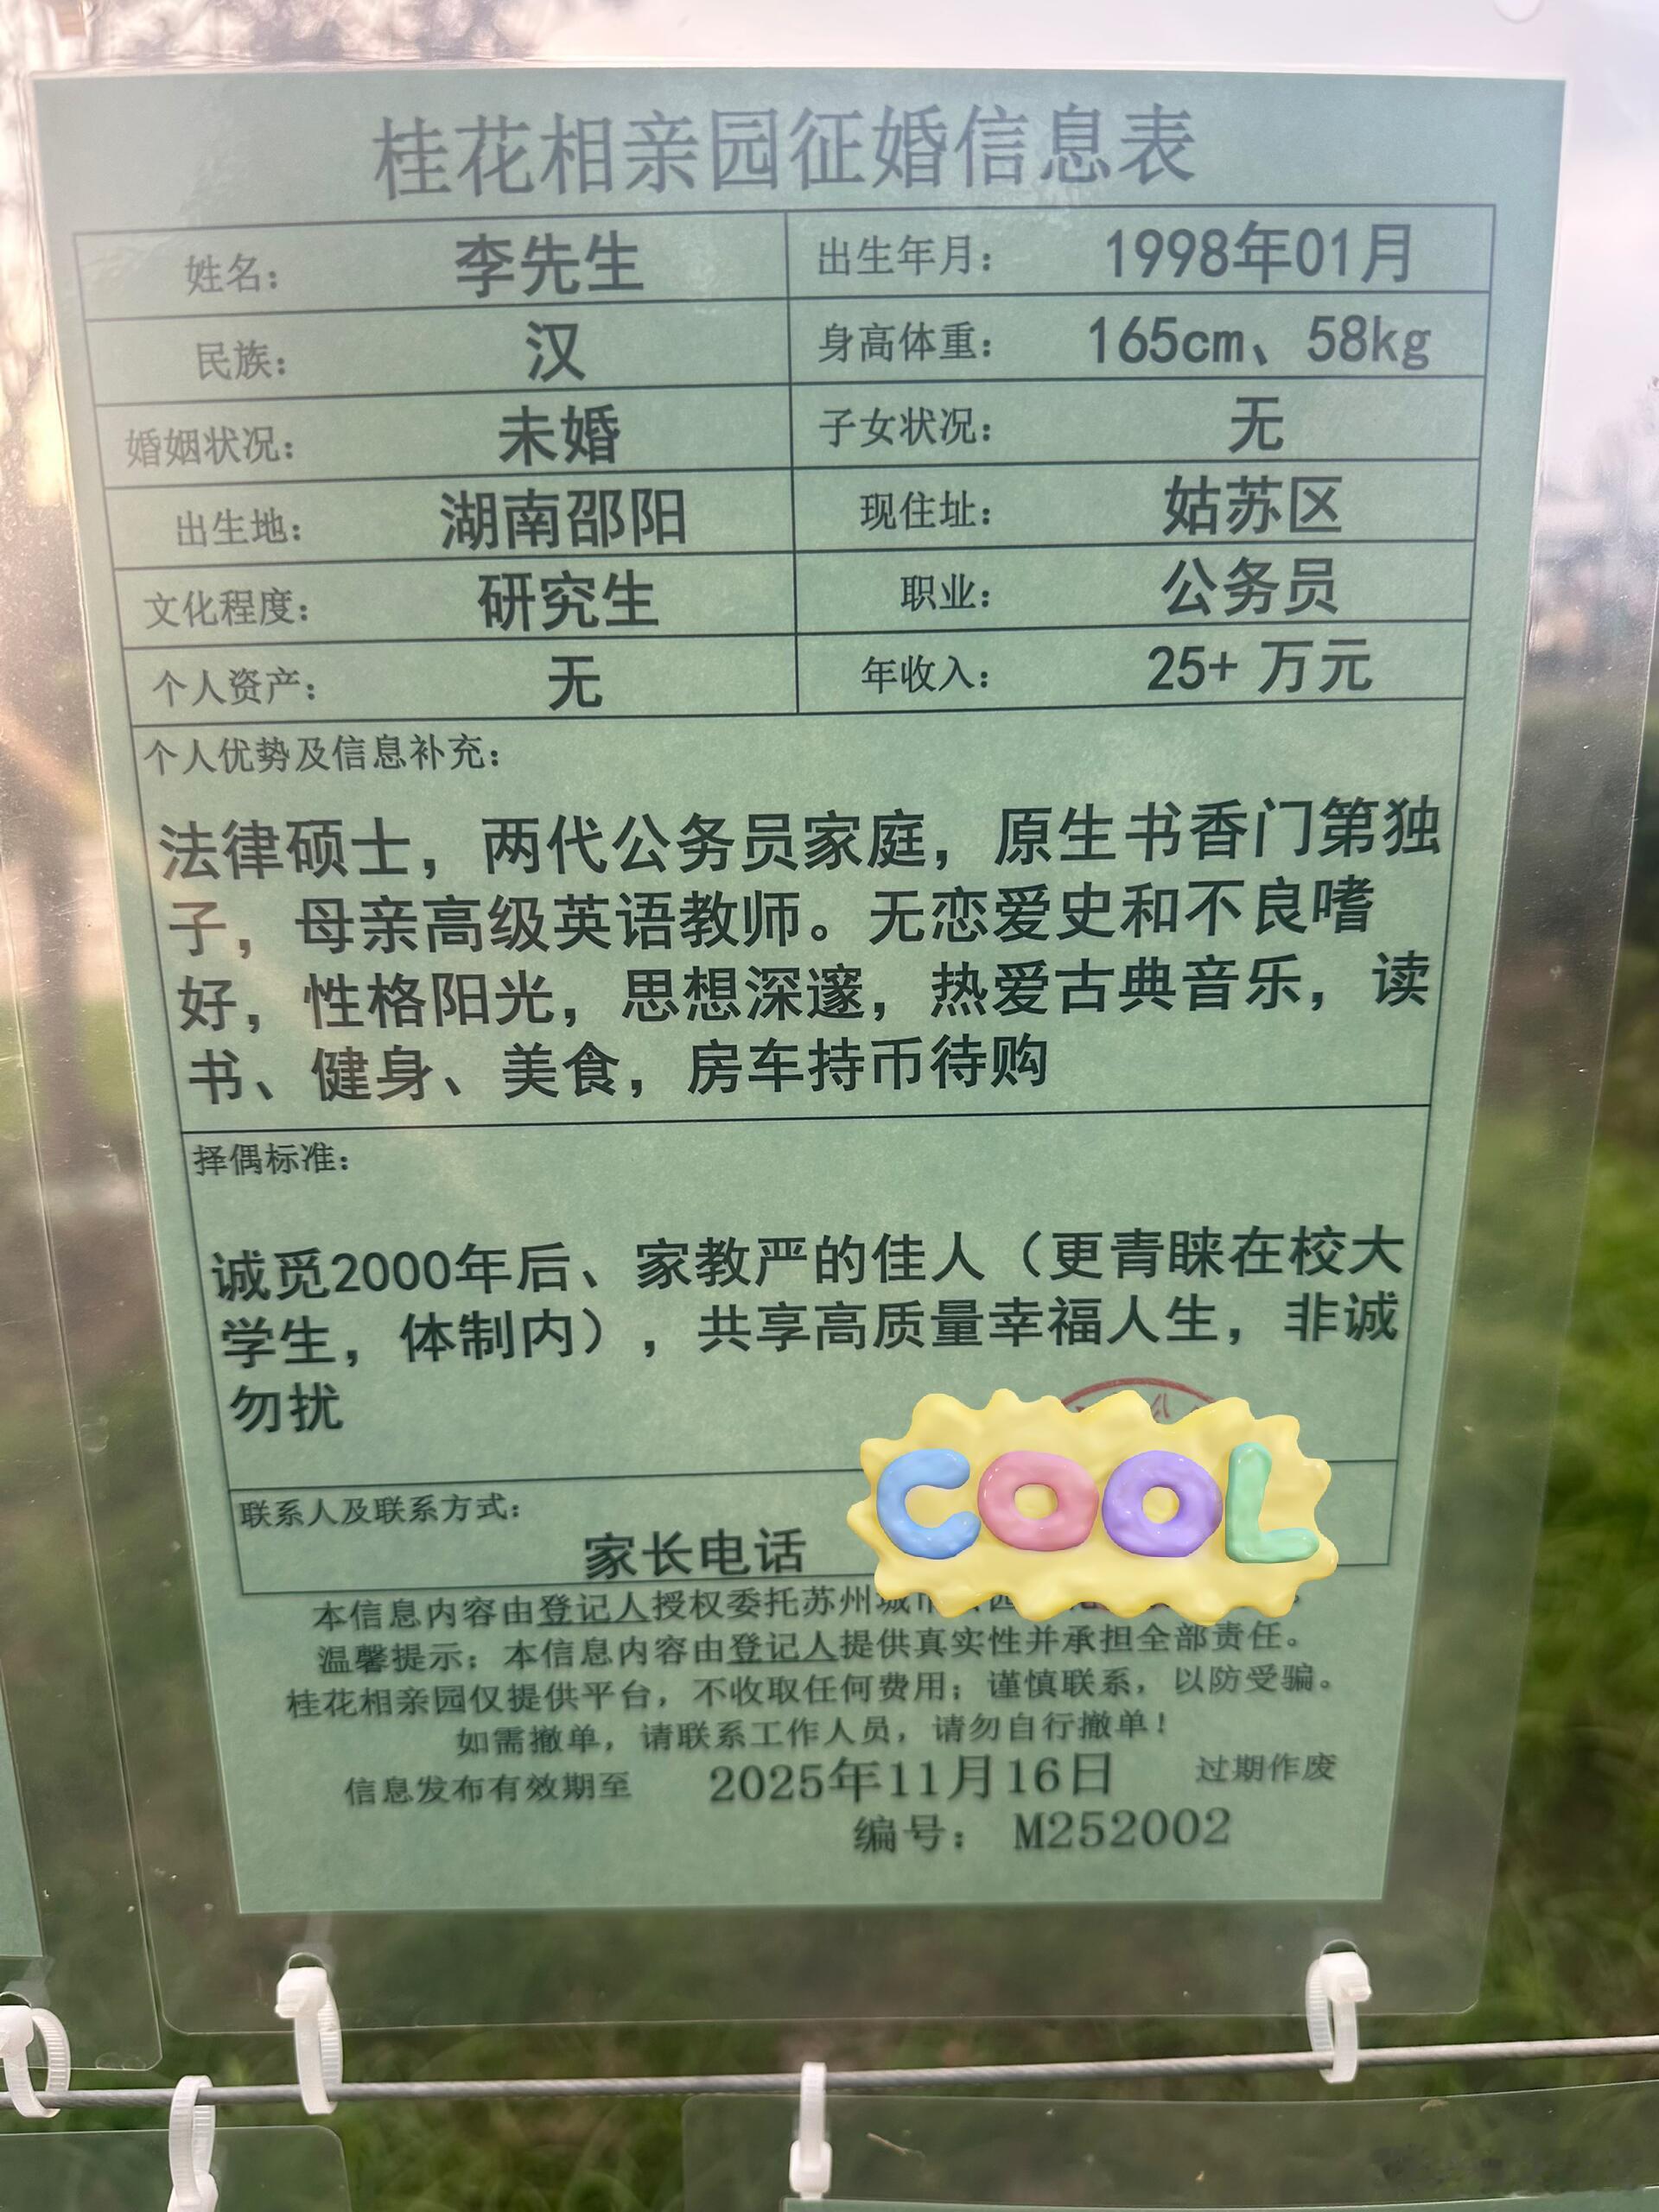 桂花相亲园征婚信息表
姓名： 李先生 出生年月： 1998年01月
民族： 汉 身高体重： 165cm、58kg
婚姻状况： 未婚 子女状况： 无
出生地： 湖南邵阳 现住址： 姑苏区
文化程度： 研究生 职业： 公务员
个人资产： 无 年收入： 25+ 万元
个人优势及信息补充：
法律硕士，两代公务员家庭，原生书香门第独
子，母亲高级英语教师。无恋爱史和不良嗜
好，性格阳光，思想深邃，热爱古典音乐，读
书、健身、美食，房车持币待购
择偶标准：
诚觅2000年后、家教严的佳人（更青睐在校大
学生，体制内），共享高质量幸福人生，非诚
勿扰
COOL
联系人及联系方式：
家长电话
本信息内容由登记人授权委托苏州城
温馨提示：本信息内容由登记人提供真实性并承担全部责任。
桂花相亲园仅提供平台，不收取任何费用；谨慎联系，以防受骗。
如需撤单，请联系工作人员，请勿自行撤单！
信息发布有效期至 2025年11月16日 过期作废
编号： M252002